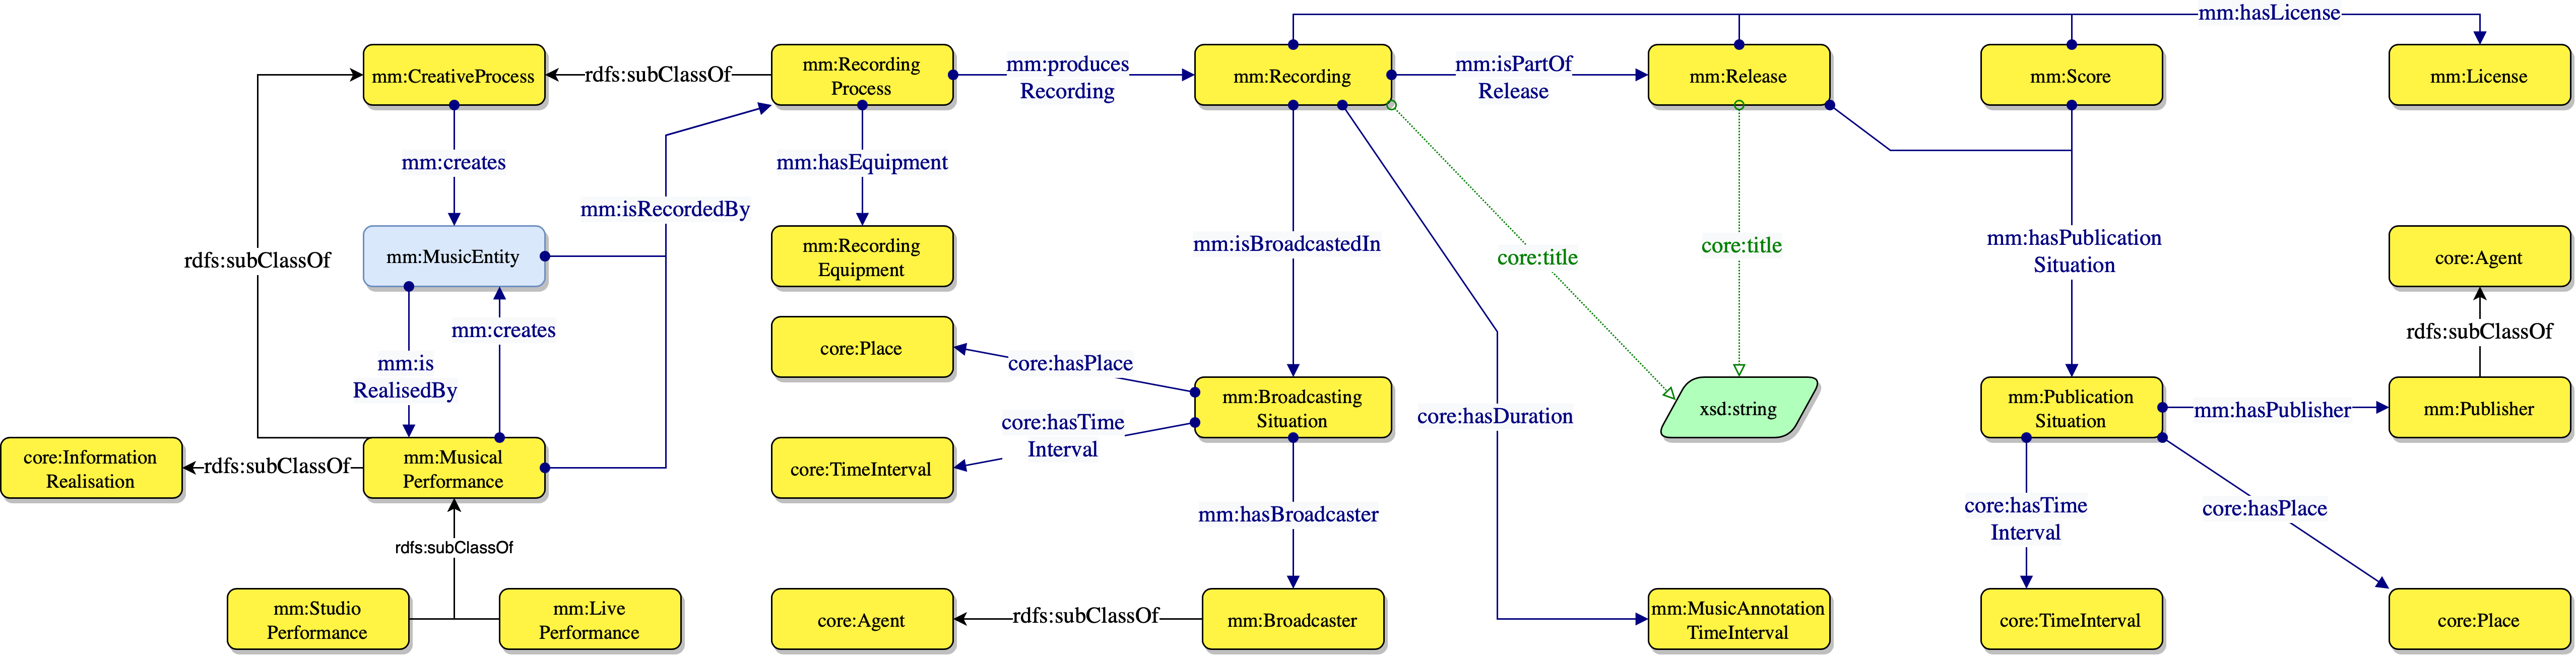 mm:hasLicense
mm:CreativeProcess
rdfs:subClassOf
mm:Recording
Process
mm:produces
Recording
mm:Recording
mm:isPartOf
Release
mm:Release
mm:Score
mm:License
mm:creates
mm:hasEquipment
mm:isRecordedBy
rdfs:subClassOf
mm:MusicEntity
mm:Recording
Equipment
mm:isBroadcastedIn
core:title
core:title
mm:hasPublication
Situation
core:Agent
mm:creates
mm:is
RealisedBy
core:Place
core:hasPlace
rdfs:subClassOf
core:hasTime
Interval
mm:Broadcasting
Situation
core:hasDuration
xsd:string
mm:Publication
Situation
mm:hasPublisher
mm:Publisher
core:Information
Realisation
rdfs:subClassOf
mm:Musical
Performance
core:TimeInterval
mm:hasBroadcaster
core:hasTime
Interval
core:hasPlace
rdfs:subClassOf
mm:Studio
Performance
mm:Live
Performance
core:Agent
rdfs:subClassOf
mm:Broadcaster
mm:MusicAnnotation
TimeInterval
core:TimeInterval
core:Place